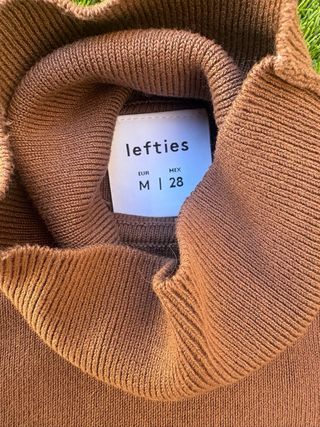 lefties
EUR MEX
M | 28